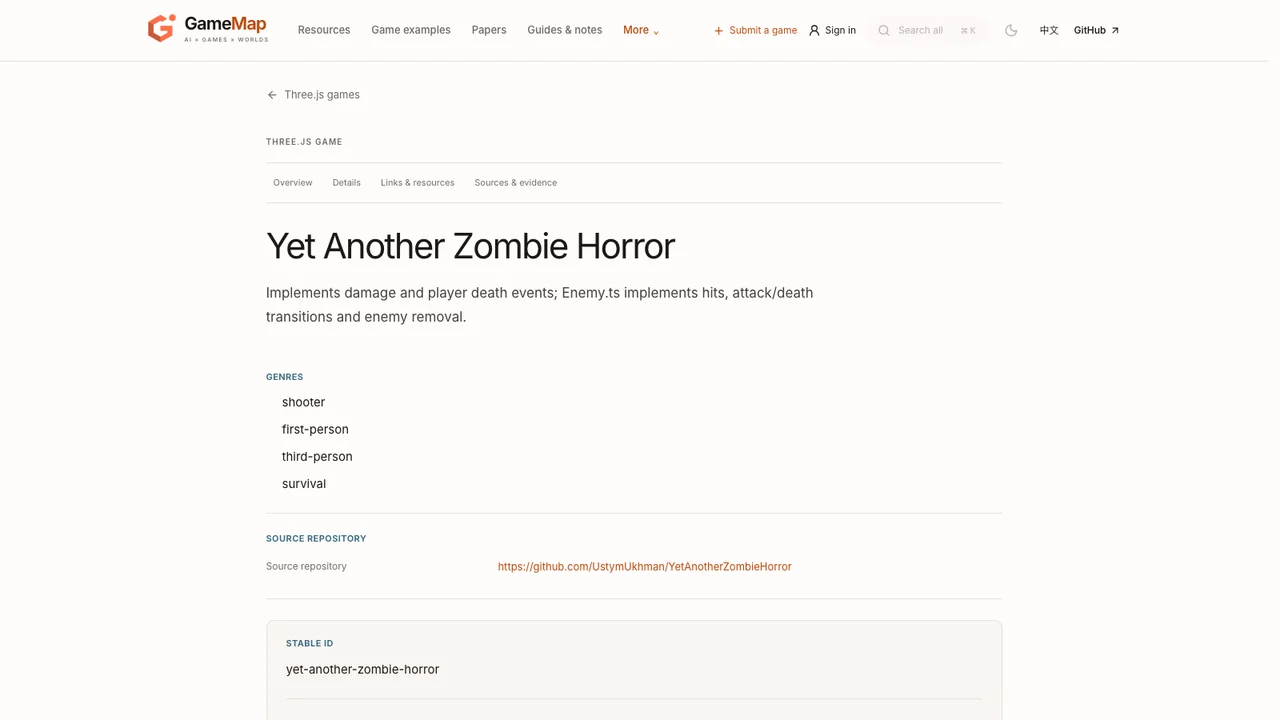 GameMap
AI × GAMES × WORLDS
Resources
Game examples
Papers
Guides & notes
More
Submit a game
Sign in
Search all
⌘ K
中文
GitHub ↗
← Three.js games
THREE.JS GAME
Overview
Details
Links & resources
Sources & evidence
Yet Another Zombie Horror
Implements damage and player death events; Enemy.ts implements hits, attack/death
transitions and enemy removal.
GENRES
shooter
first-person
third-person
survival
SOURCE REPOSITORY
Source repository
https://github.com/UstymUkhman/YetAnotherZombieHorror
STABLE ID
yet-another-zombie-horror